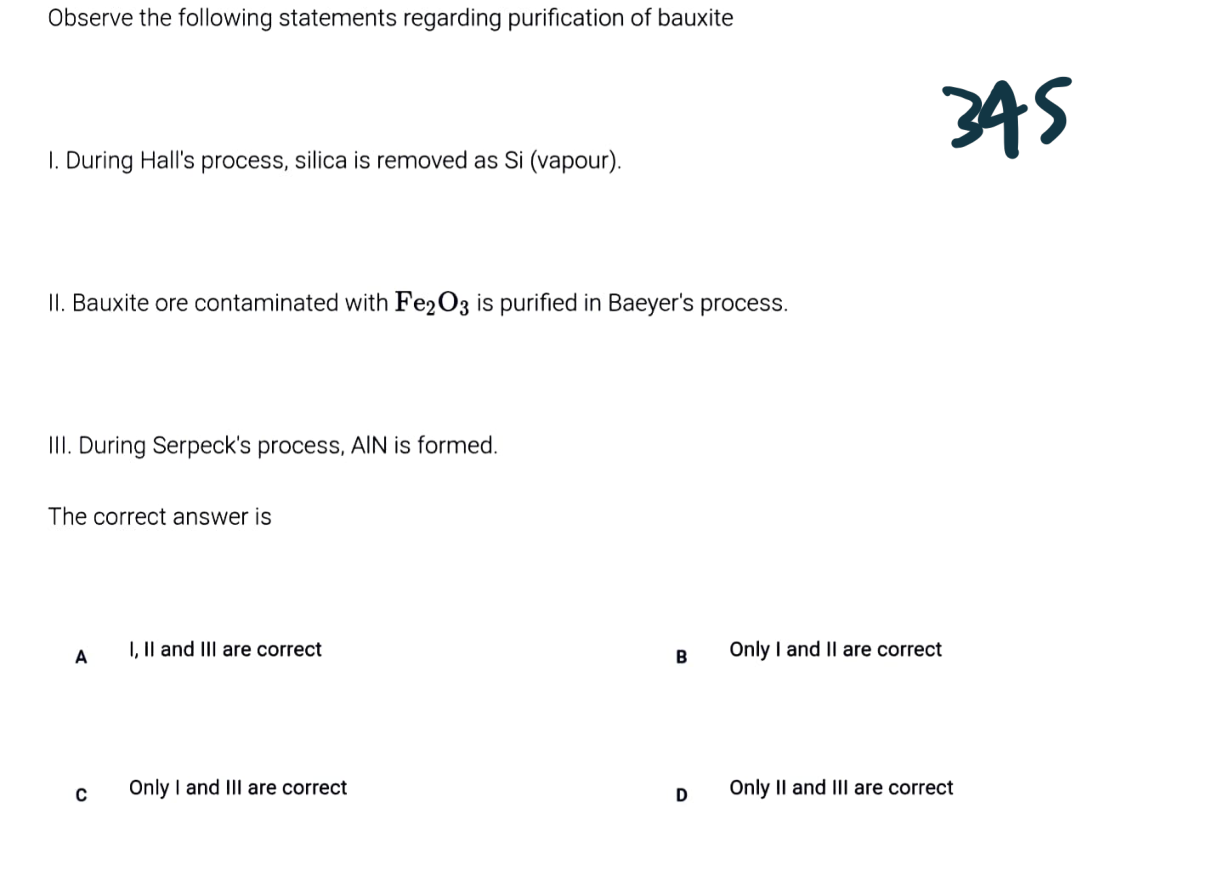 Observe the following statements regarding purification of bauxite
345
I. During Hall's process, silica is removed as Si (vapour).
II. Bauxite ore contaminated with Fe₂O₃ is purified in Baeyer's process.
III. During Serpeck's process, AlN is formed.
The correct answer is
A I, II and III are correct
B Only I and II are correct
C Only I and III are correct
D Only II and III are correct